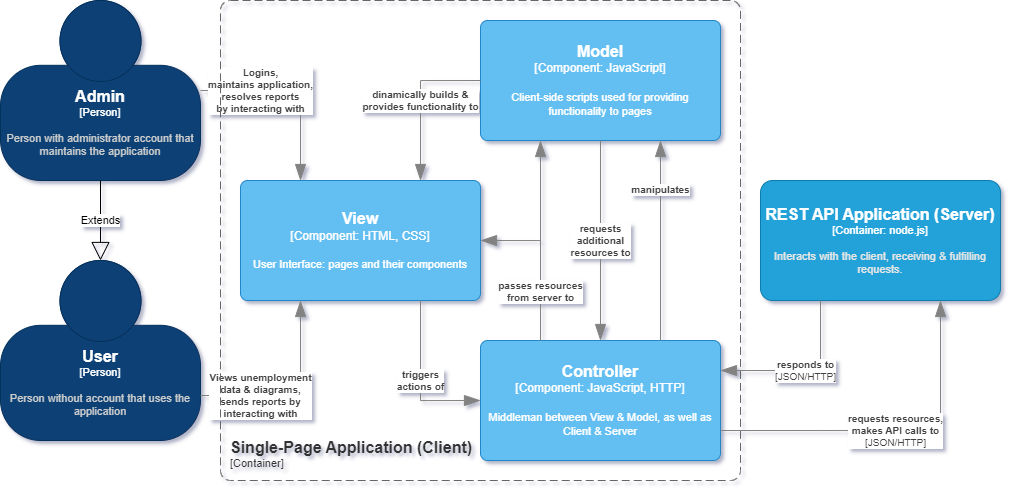 Admin
[Person]
Person with administrator account that
maintains the application
Extends
User
[Person]
Person without account that uses the
application
Logins,
maintains application,
resolves reports
by interacting with
Views unemployment
data & diagrams,
sends reports by
interacting with
dinamically builds &
provides functionality to
Model
[Component: JavaScript]
Client-side scripts used for providing
functionality to pages
View
[Component: HTML, CSS]
User Interface: pages and their components
requests
additional
resources to
manipulates
passes resources
from server to
triggers
actions of
Controller
[Component: JavaScript, HTTP]
Middleman between View & Model, as well as
Client & Server
Single-Page Application (Client)
[Container]
REST API Application (Server)
[Container: node.js]
Interacts with the client, receiving & fulfilling
requests.
responds to
[JSON/HTTP]
requests resources,
makes API calls to
[JSON/HTTP]